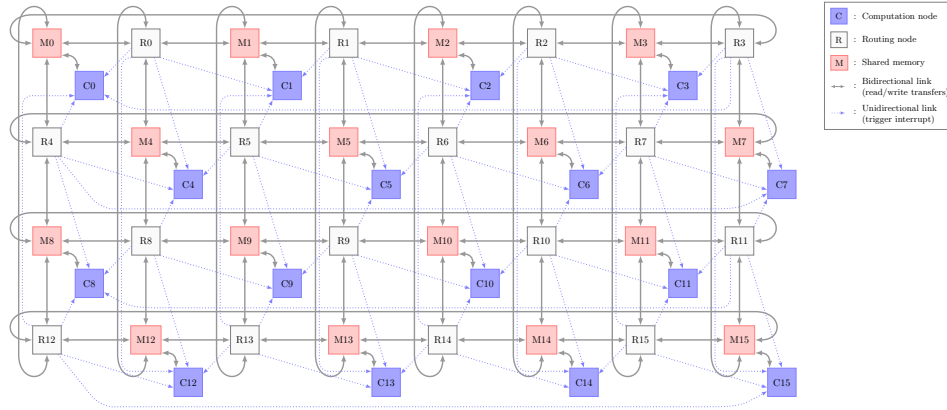 M0 R0 M1 R1 M2 R2 M3 R3
C0 C1 C2 C3
R4 M4 R5 M5 R6 M6 R7 M7
C4 C5 C6 C7
M8 R8 M9 R9 M10 R10 M11 R11
C8 C9 C10 C11
R12 M12 R13 M13 R14 M14 R15 M15
C12 C13 C14 C15
C : Computation node
R : Routing node
M : Shared memory
: Bidirectional link
(read/write transfers)
: Unidirectional link
(trigger interrupt)